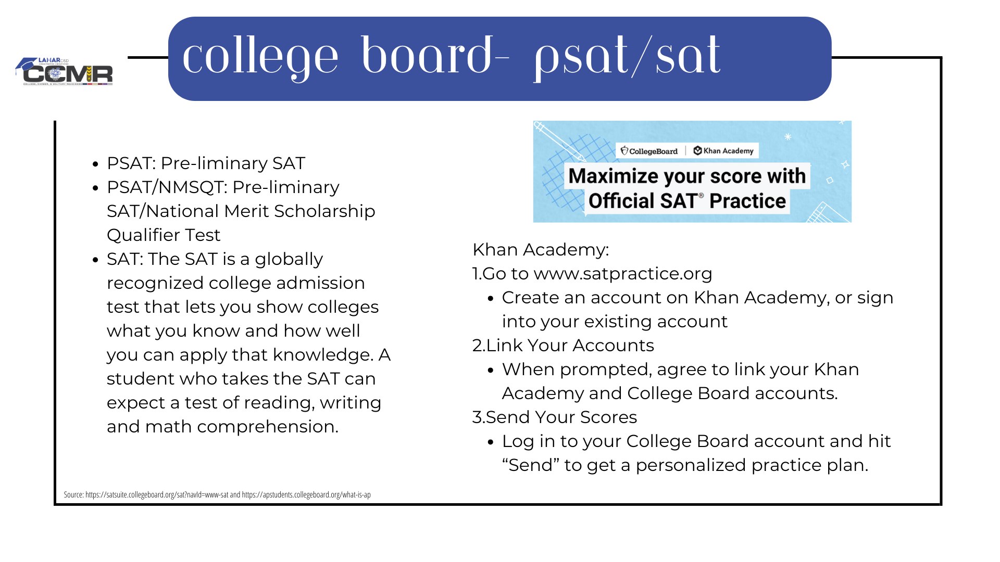 college board- psat/sat
LAMAR CISD
CCMR
COLLEGE, CAREER, & MILITARY READINESS
• PSAT: Pre-liminary SAT
• PSAT/NMSQT: Pre-liminary
SAT/National Merit Scholarship
Qualifier Test
• SAT: The SAT is a globally
recognized college admission
test that lets you show colleges
what you know and how well
you can apply that knowledge. A
student who takes the SAT can
expect a test of reading, writing
and math comprehension.
CollegeBoard | Khan Academy
Maximize your score with
Official SAT® Practice
Khan Academy:
1.Go to www.satpractice.org
• Create an account on Khan Academy, or sign
into your existing account
2.Link Your Accounts
• When prompted, agree to link your Khan
Academy and College Board accounts.
3.Send Your Scores
• Log in to your College Board account and hit
“Send” to get a personalized practice plan.
Source: https://satsuite.collegeboard.org/sat?navId=www-sat and https://apstudents.collegeboard.org/what-is-ap